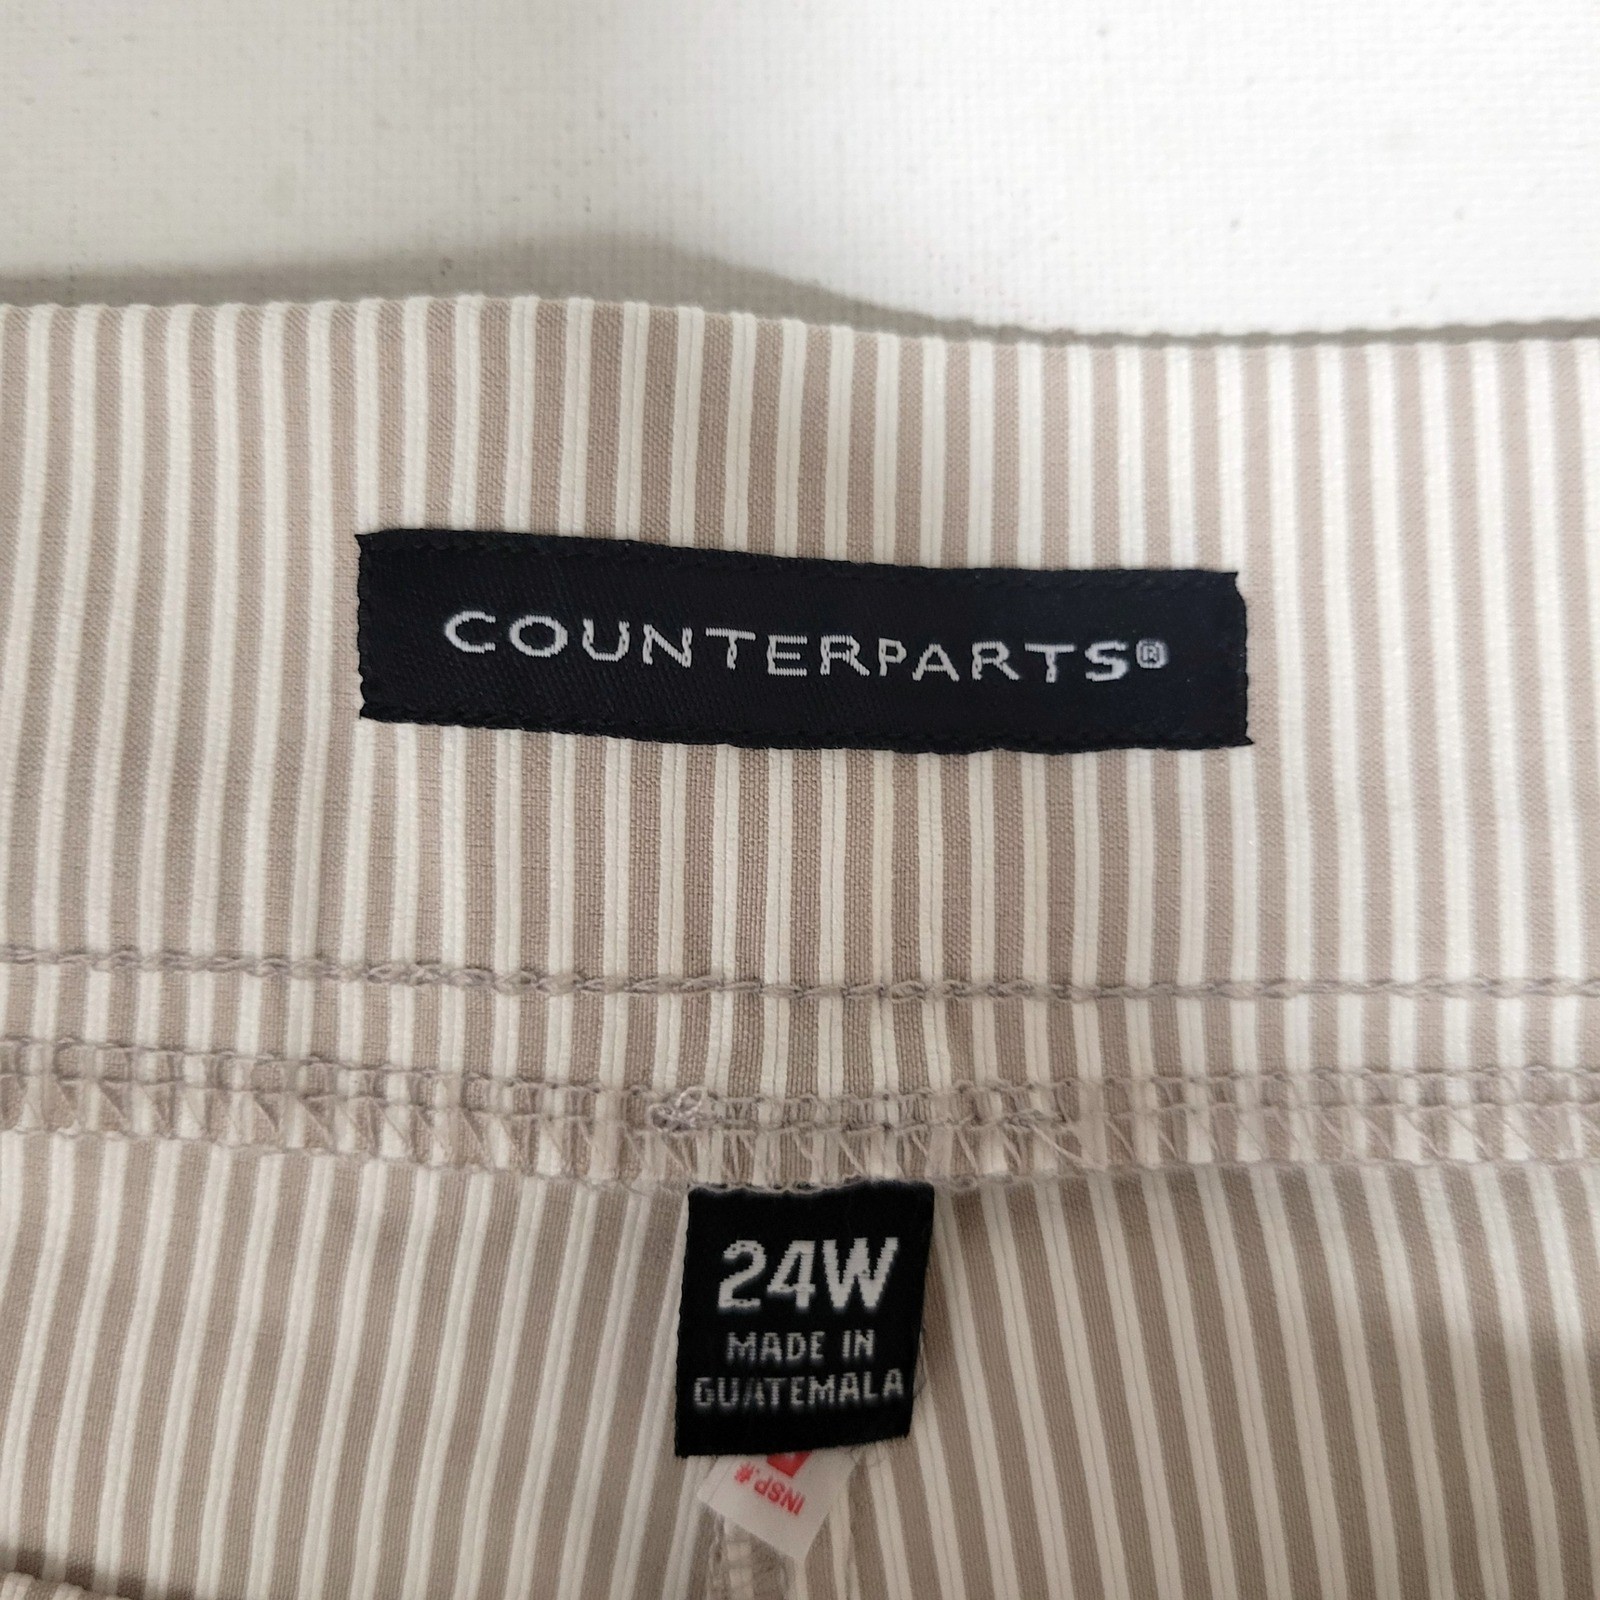 COUNTERPARTS®
24W
MADE IN
GUATEMALA
INSP.#